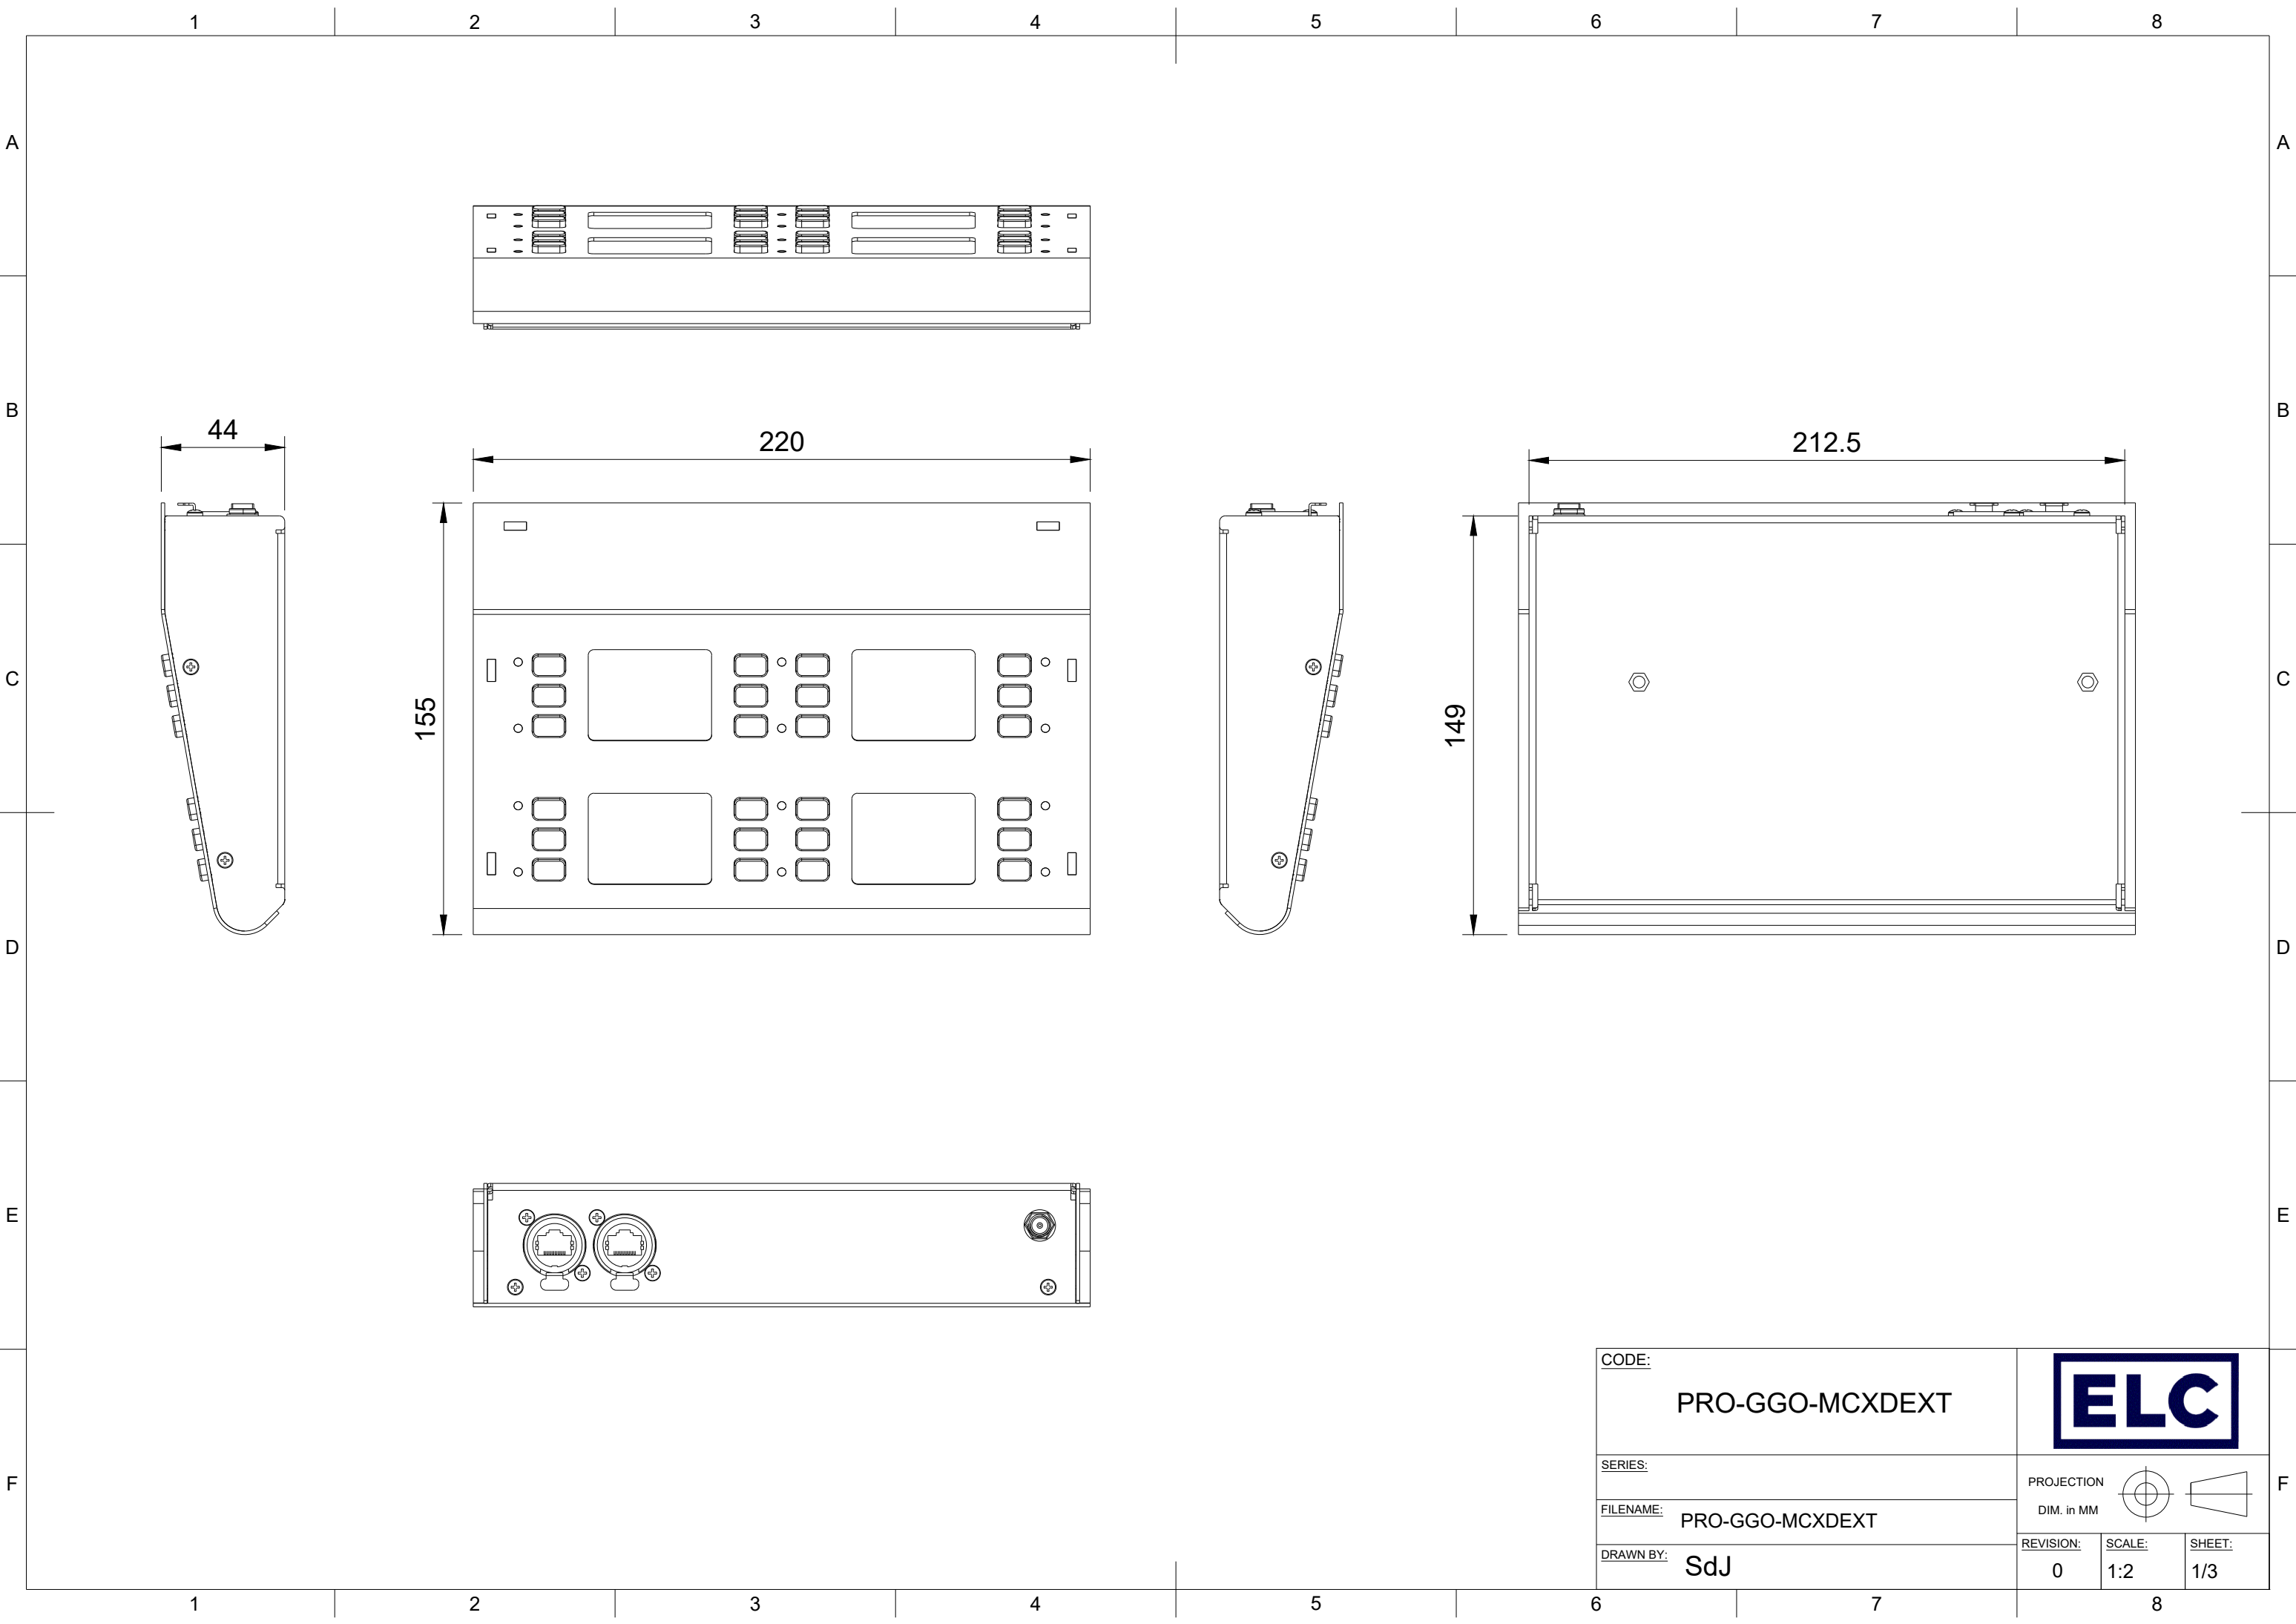 1 2 3 4 5 6 7 8
A A
B B
44
220
212.5
C C
155
149
D D
E E
CODE:
PRO-GGO-MCXDEXT
ELC
SERIES:
F F
PROJECTION
DIM. in MM
FILENAME: PRO-GGO-MCXDEXT
DRAWN BY: SdJ
REVISION: SCALE: SHEET:
0 1:2 1/3
1 2 3 4 5 6 7 8